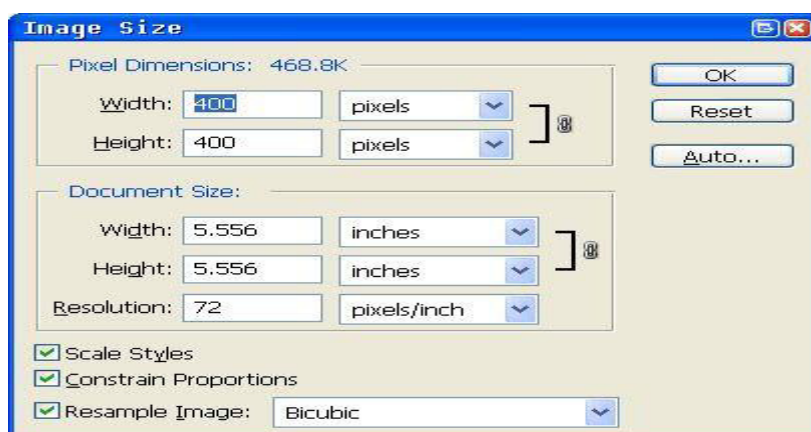 Image Size
Pixel Dimensions: 468.8K
Width: 400 pixels
Height: 400 pixels
OK
Reset
Auto...
Document Size:
Width: 5.556 inches
Height: 5.556 inches
Resolution: 72 pixels/inch
Scale Styles
Constrain Proportions
Resample Image: Bicubic